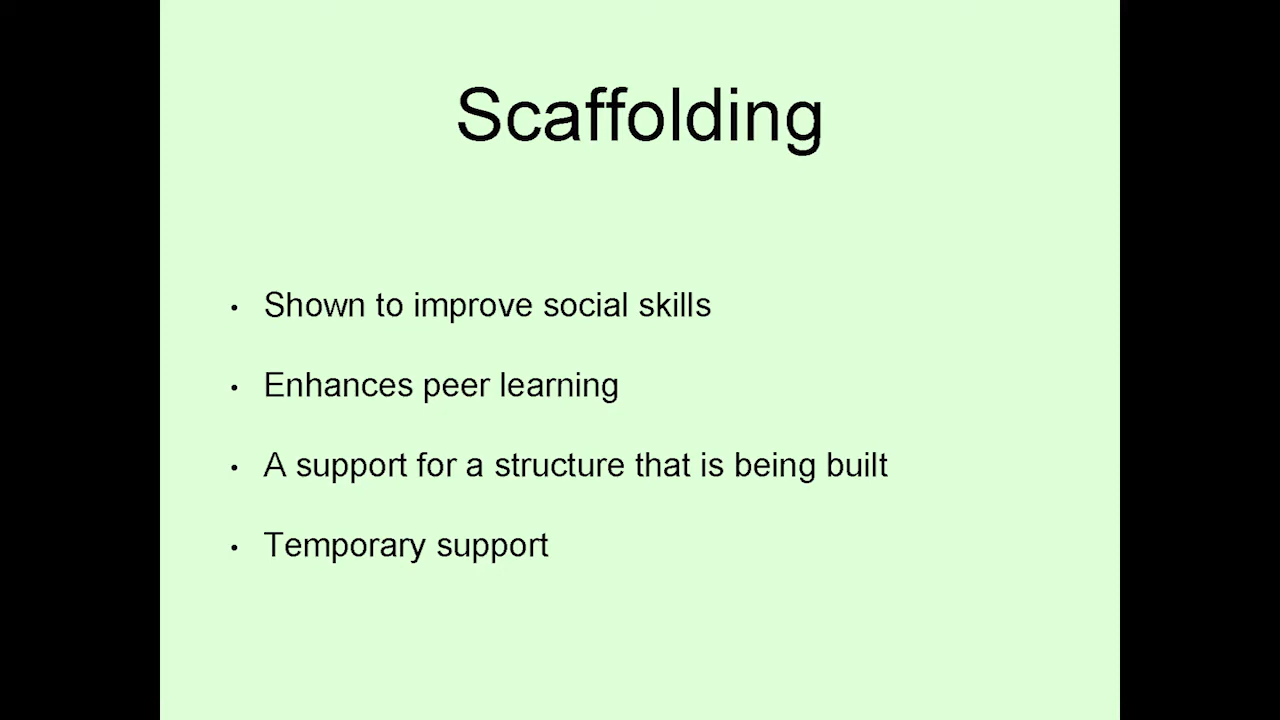 Scaffolding
• Shown to improve social skills
• Enhances peer learning
• A support for a structure that is being built
• Temporary support